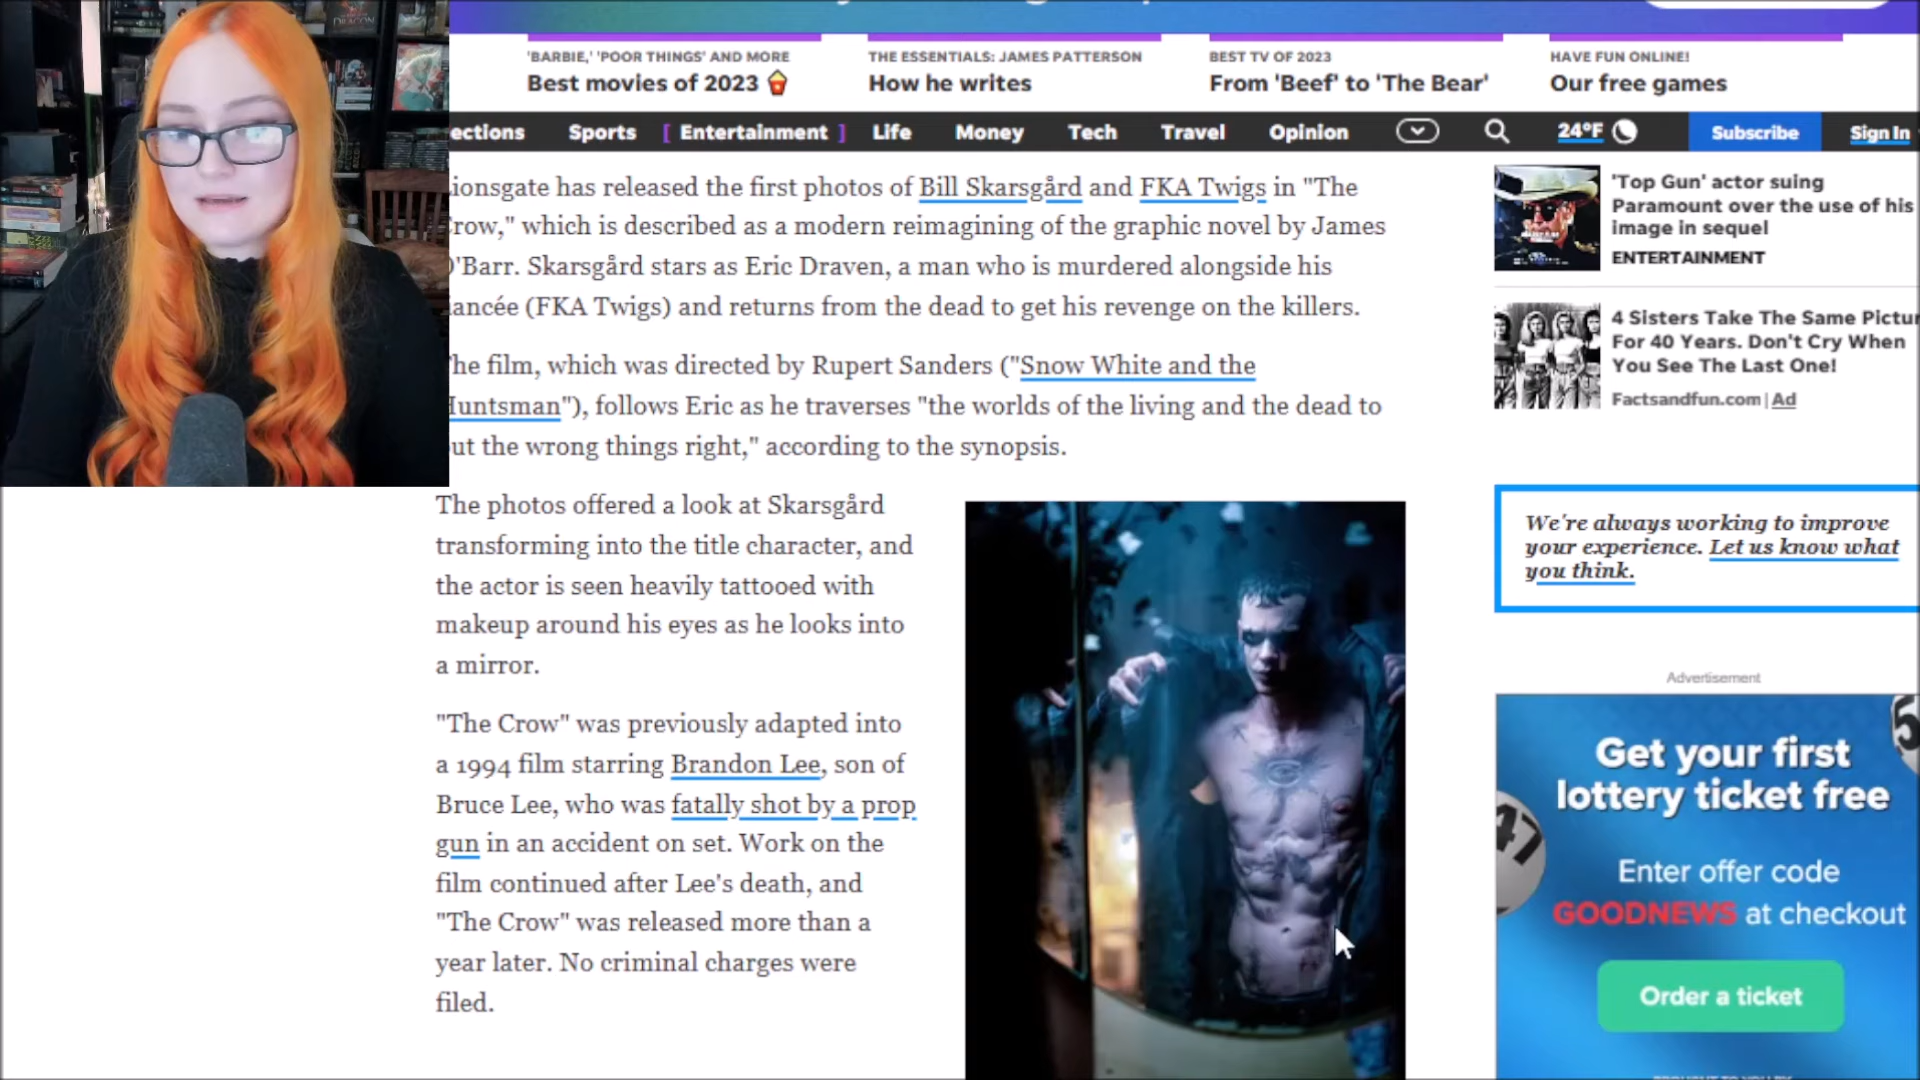 'BARBIE,' 'POOR THINGS' AND MORE
Best movies of 2023
THE ESSENTIALS: JAMES PATTERSON
How he writes
BEST TV OF 2023
From 'Beef' to 'The Bear'
HAVE FUN ONLINE!
Our free games
ections Sports [ Entertainment ] Life Money Tech Travel Opinion 24°F Subscribe Sign In
ionsgate has released the first photos of Bill Skarsgård and FKA Twigs in "The
row," which is described as a modern reimagining of the graphic novel by James
'Barr. Skarsgård stars as Eric Draven, a man who is murdered alongside his
iancée (FKA Twigs) and returns from the dead to get his revenge on the killers.
he film, which was directed by Rupert Sanders ("Snow White and the
Huntsman"), follows Eric as he traverses "the worlds of the living and the dead to
ut the wrong things right," according to the synopsis.
The photos offered a look at Skarsgård
transforming into the title character, and
the actor is seen heavily tattooed with
makeup around his eyes as he looks into
a mirror.
"The Crow" was previously adapted into
a 1994 film starring Brandon Lee, son of
Bruce Lee, who was fatally shot by a prop
gun in an accident on set. Work on the
film continued after Lee's death, and
"The Crow" was released more than a
year later. No criminal charges were
filed.
'Top Gun' actor suing
Paramount over the use of his
image in sequel
ENTERTAINMENT
4 Sisters Take The Same Pictur
For 40 Years. Don't Cry When
You See The Last One!
Factsandfun.com | Ad
We're always working to improve
your experience. Let us know what
you think.
Advertisement
Get your first
lottery ticket free
Enter offer code
GOODNEWS at checkout
Order a ticket
47
5
DRAGON